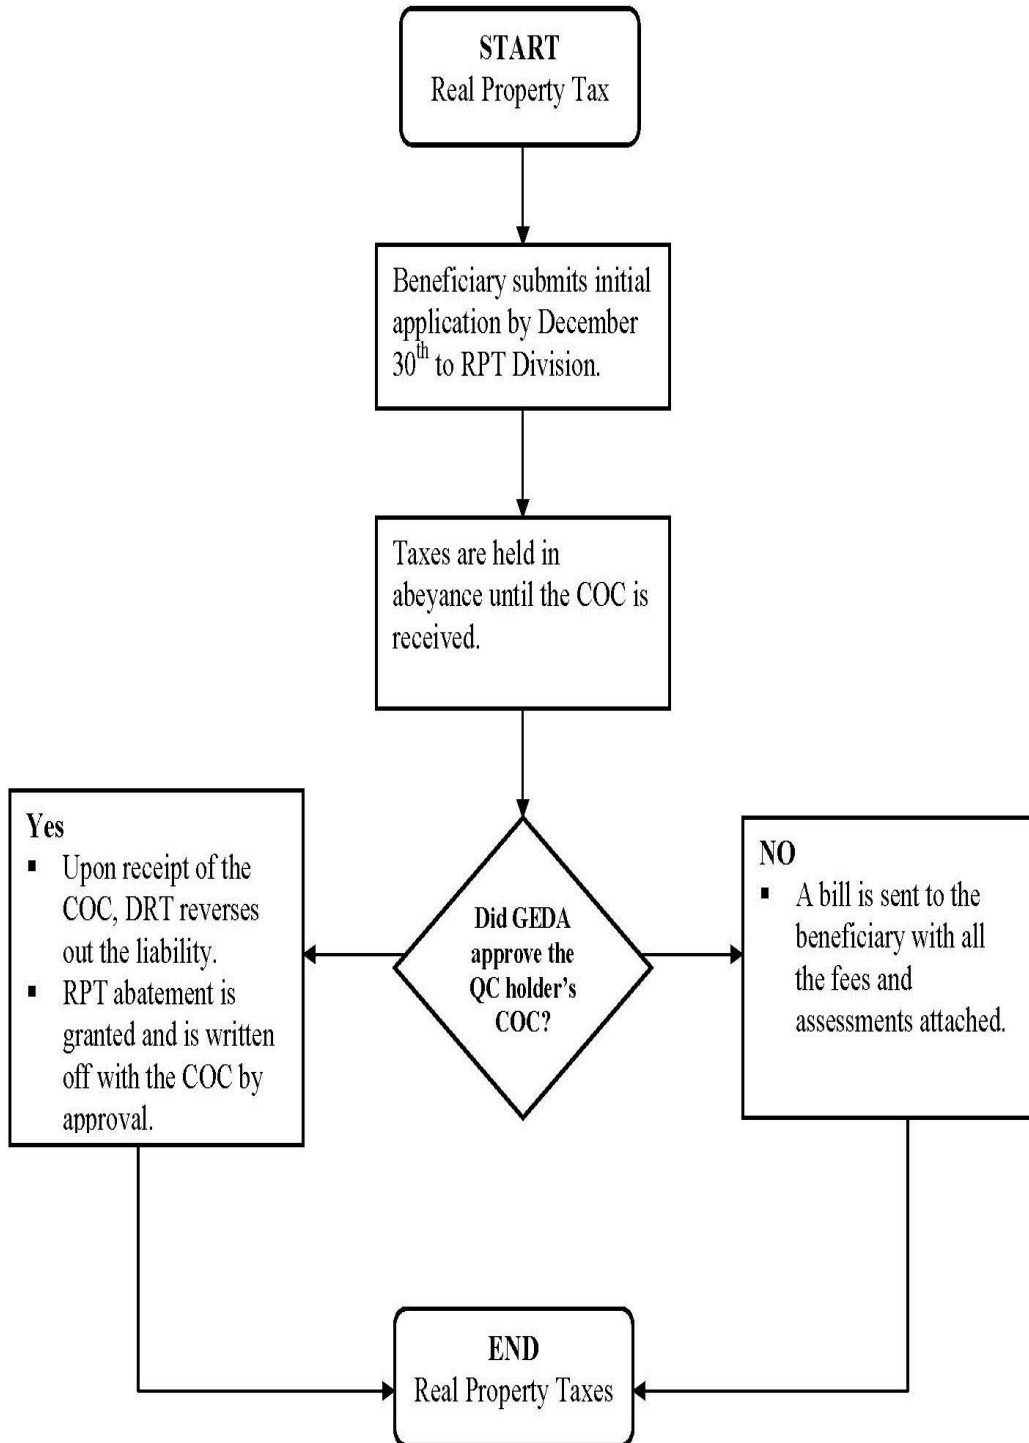 START
Real Property Tax
Beneficiary submits initial
application by December
30th to RPT Division.
Taxes are held in
abeyance until the COC is
received.
Yes
▪ Upon receipt of the
COC, DRT reverses
out the liability.
▪ RPT abatement is
granted and is written
off with the COC by
approval.
Did GEDA
approve the
QC holder's
COC?
NO
▪ A bill is sent to the
beneficiary with all
the fees and
assessments attached.
END
Real Property Taxes